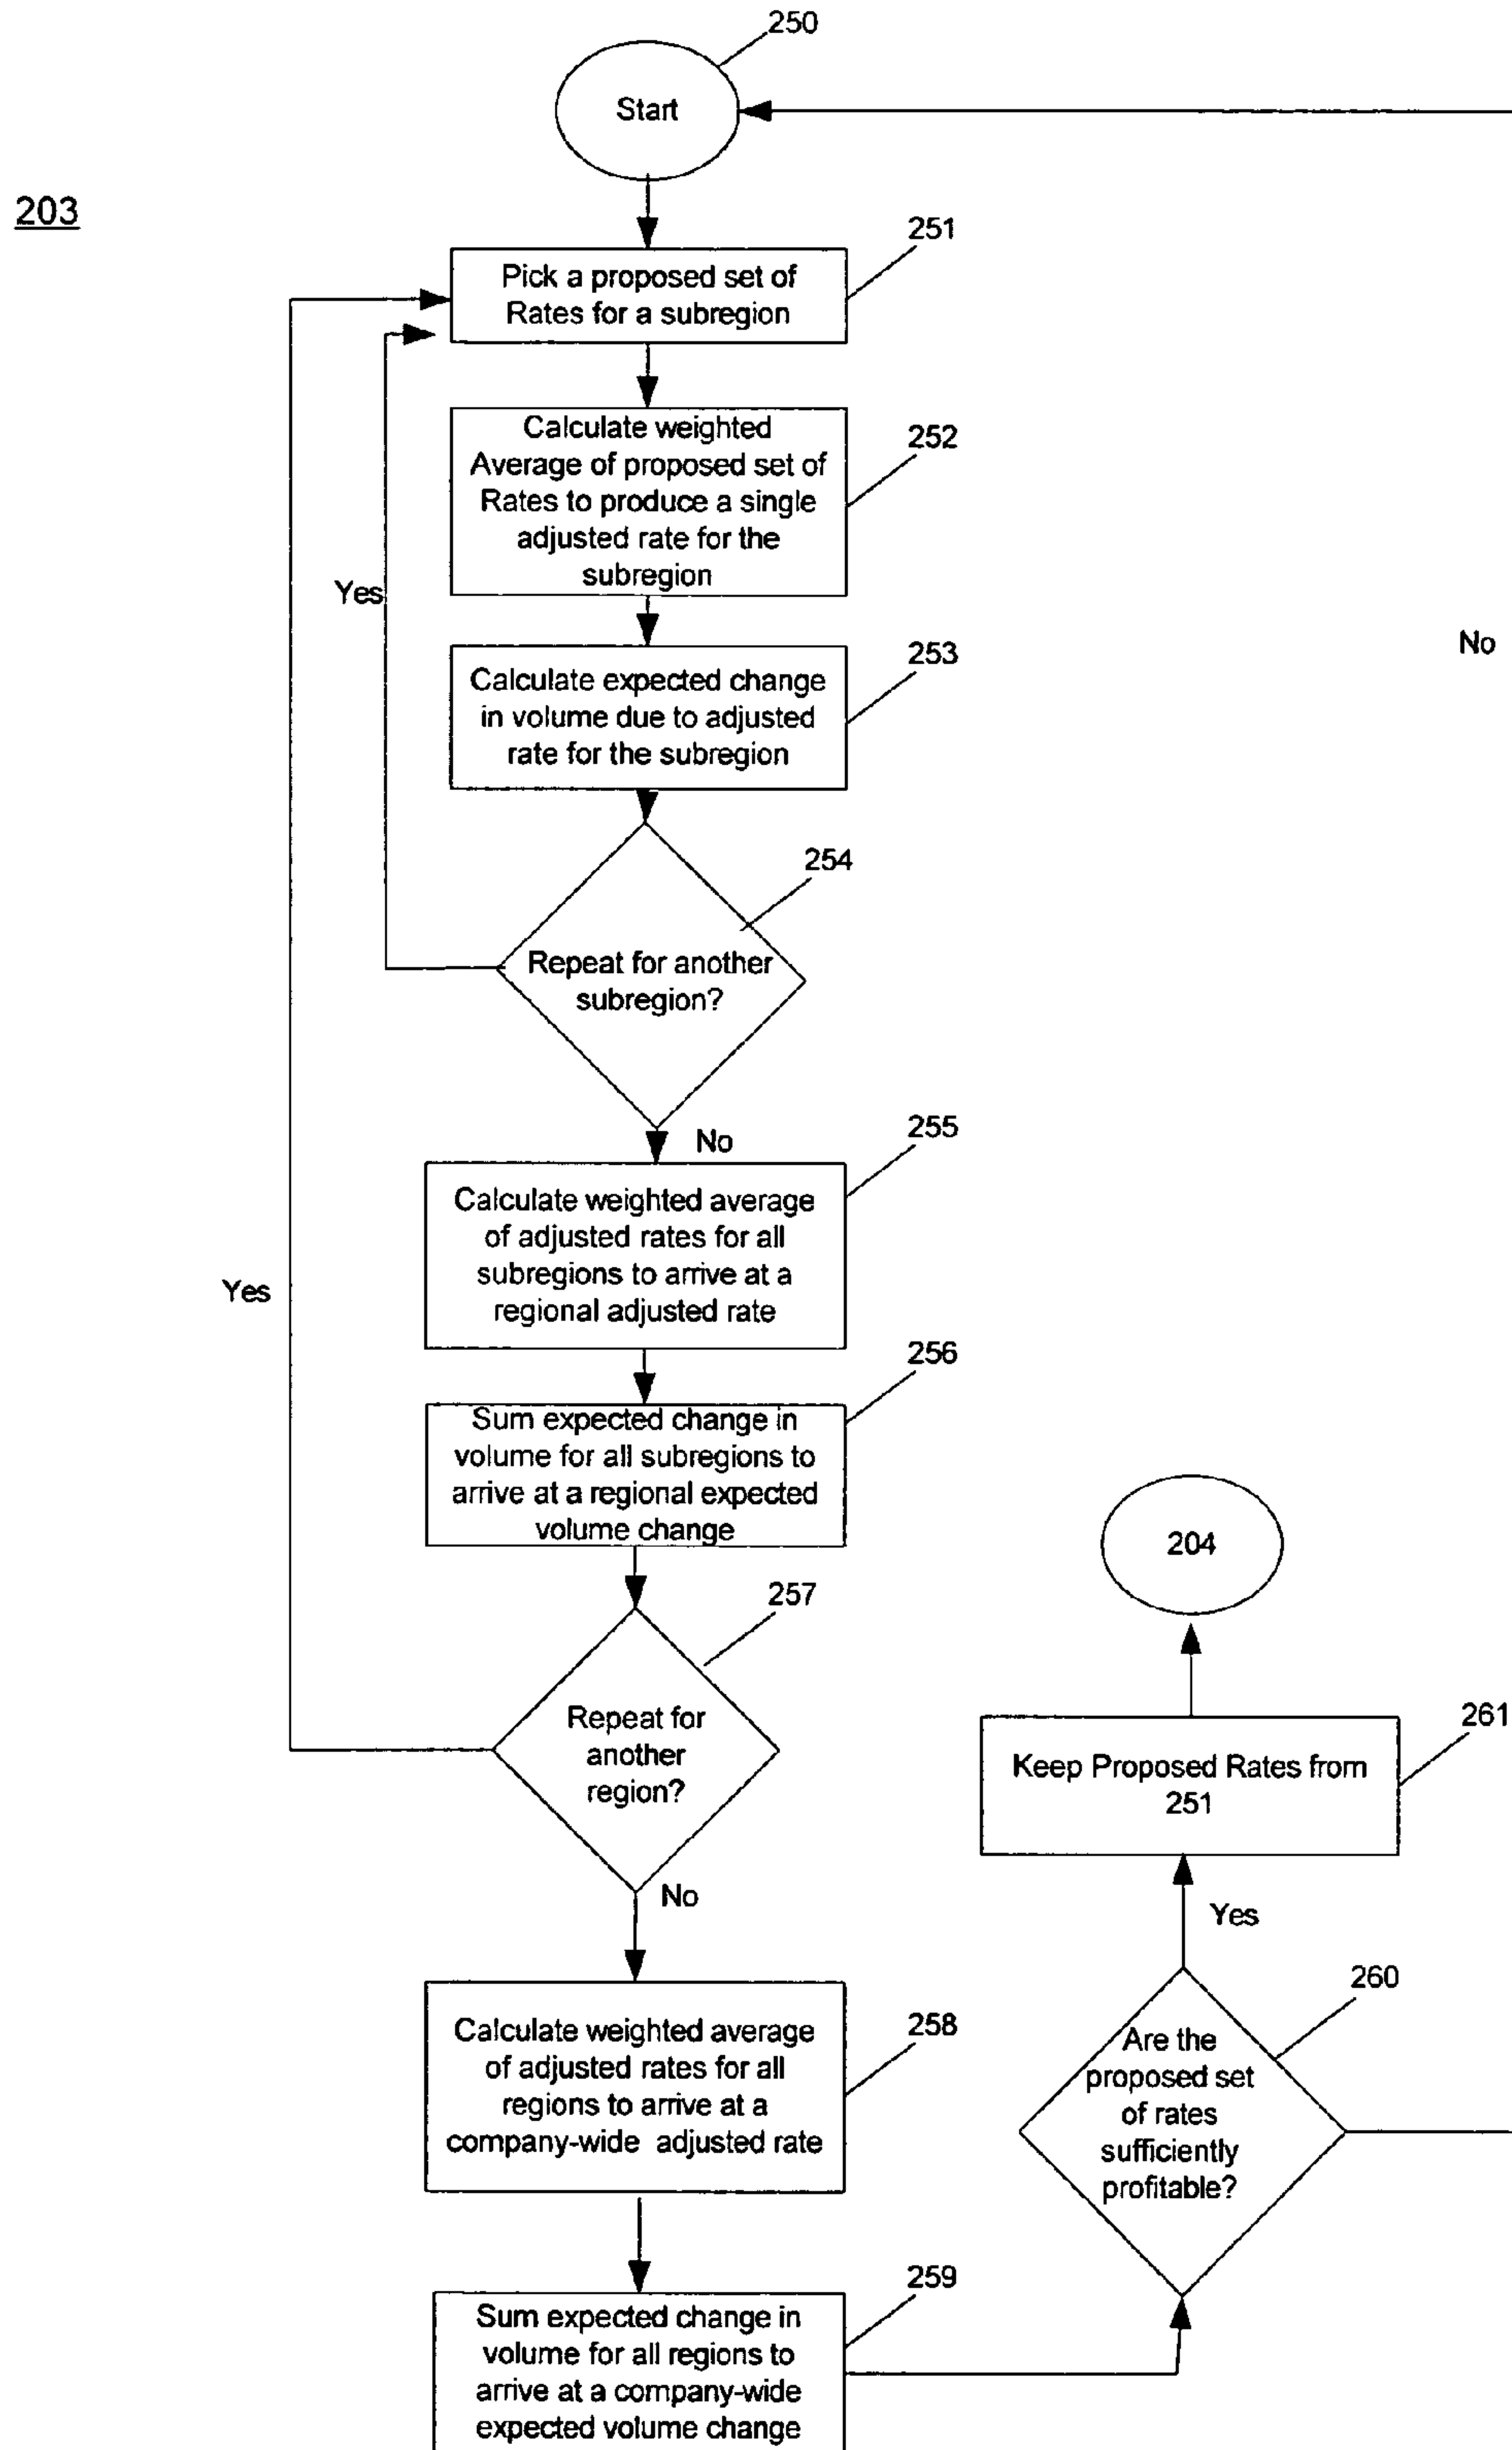 250
Start
203
251
Pick a proposed set of
Rates for a subregion
252
Calculate weighted
Average of proposed set of
Rates to produce a single
adjusted rate for the
subregion
Yes
No
253
Calculate expected change
in volume due to adjusted
rate for the subregion
254
Repeat for another
subregion?
No
255
Calculate weighted average
of adjusted rates for all
subregions to arrive at a
regional adjusted rate
Yes
256
Sum expected change in
volume for all subregions to
arrive at a regional expected
volume change
204
257
Repeat for
another
region?
No
261
Keep Proposed Rates from
251
Yes
258
Calculate weighted average
of adjusted rates for all
regions to arrive at a
company-wide adjusted rate
260
Are the
proposed set
of rates
sufficiently
profitable?
259
Sum expected change in
volume for all regions to
arrive at a company-wide
expected volume change